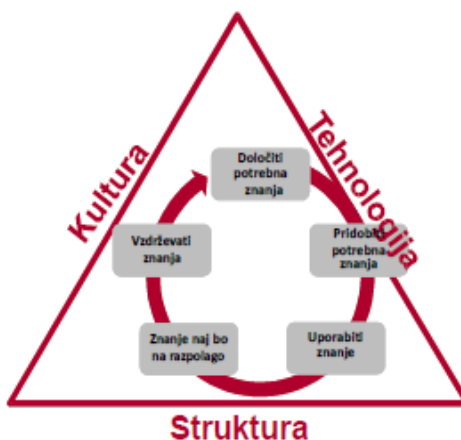 Kultura
Tehnologija
Določiti
potrebna
znanja
Vzdrževati
znanja
Pridobiti
potrebna
znanja
Znanje naj bo
na razpolago
Uporabiti
znanje
Struktura